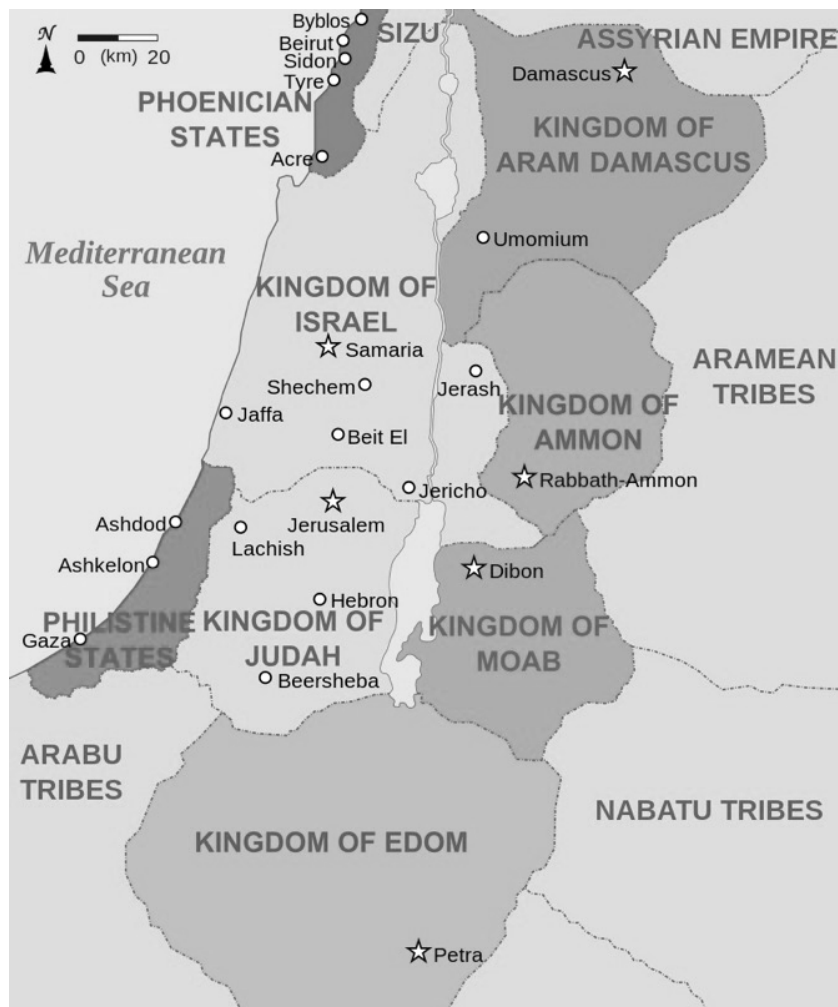 Byblos
SIZU
ASSYRIAN EMPIRE
N
0 (km) 20
Beirut
Sidon
Tyre
Damascus
PHOENICIAN
STATES
KINGDOM OF
ARAM DAMASCUS
Acre
Mediterranean
Sea
Umomium
KINGDOM OF
ISRAEL
Samaria
ARAMEAN
TRIBES
Shechem
Jerash
KINGDOM OF
AMMON
Jaffa
Beit El
Rabbath-Ammon
Jericho
Ashdod
Jerusalem
Lachish
Ashkelon
Dibon
Hebron
PHILISTINE
STATES
KINGDOM OF
JUDAH
KINGDOM OF
MOAB
Gaza
Beersheba
ARABU
TRIBES
NABATU TRIBES
KINGDOM OF EDOM
Petra